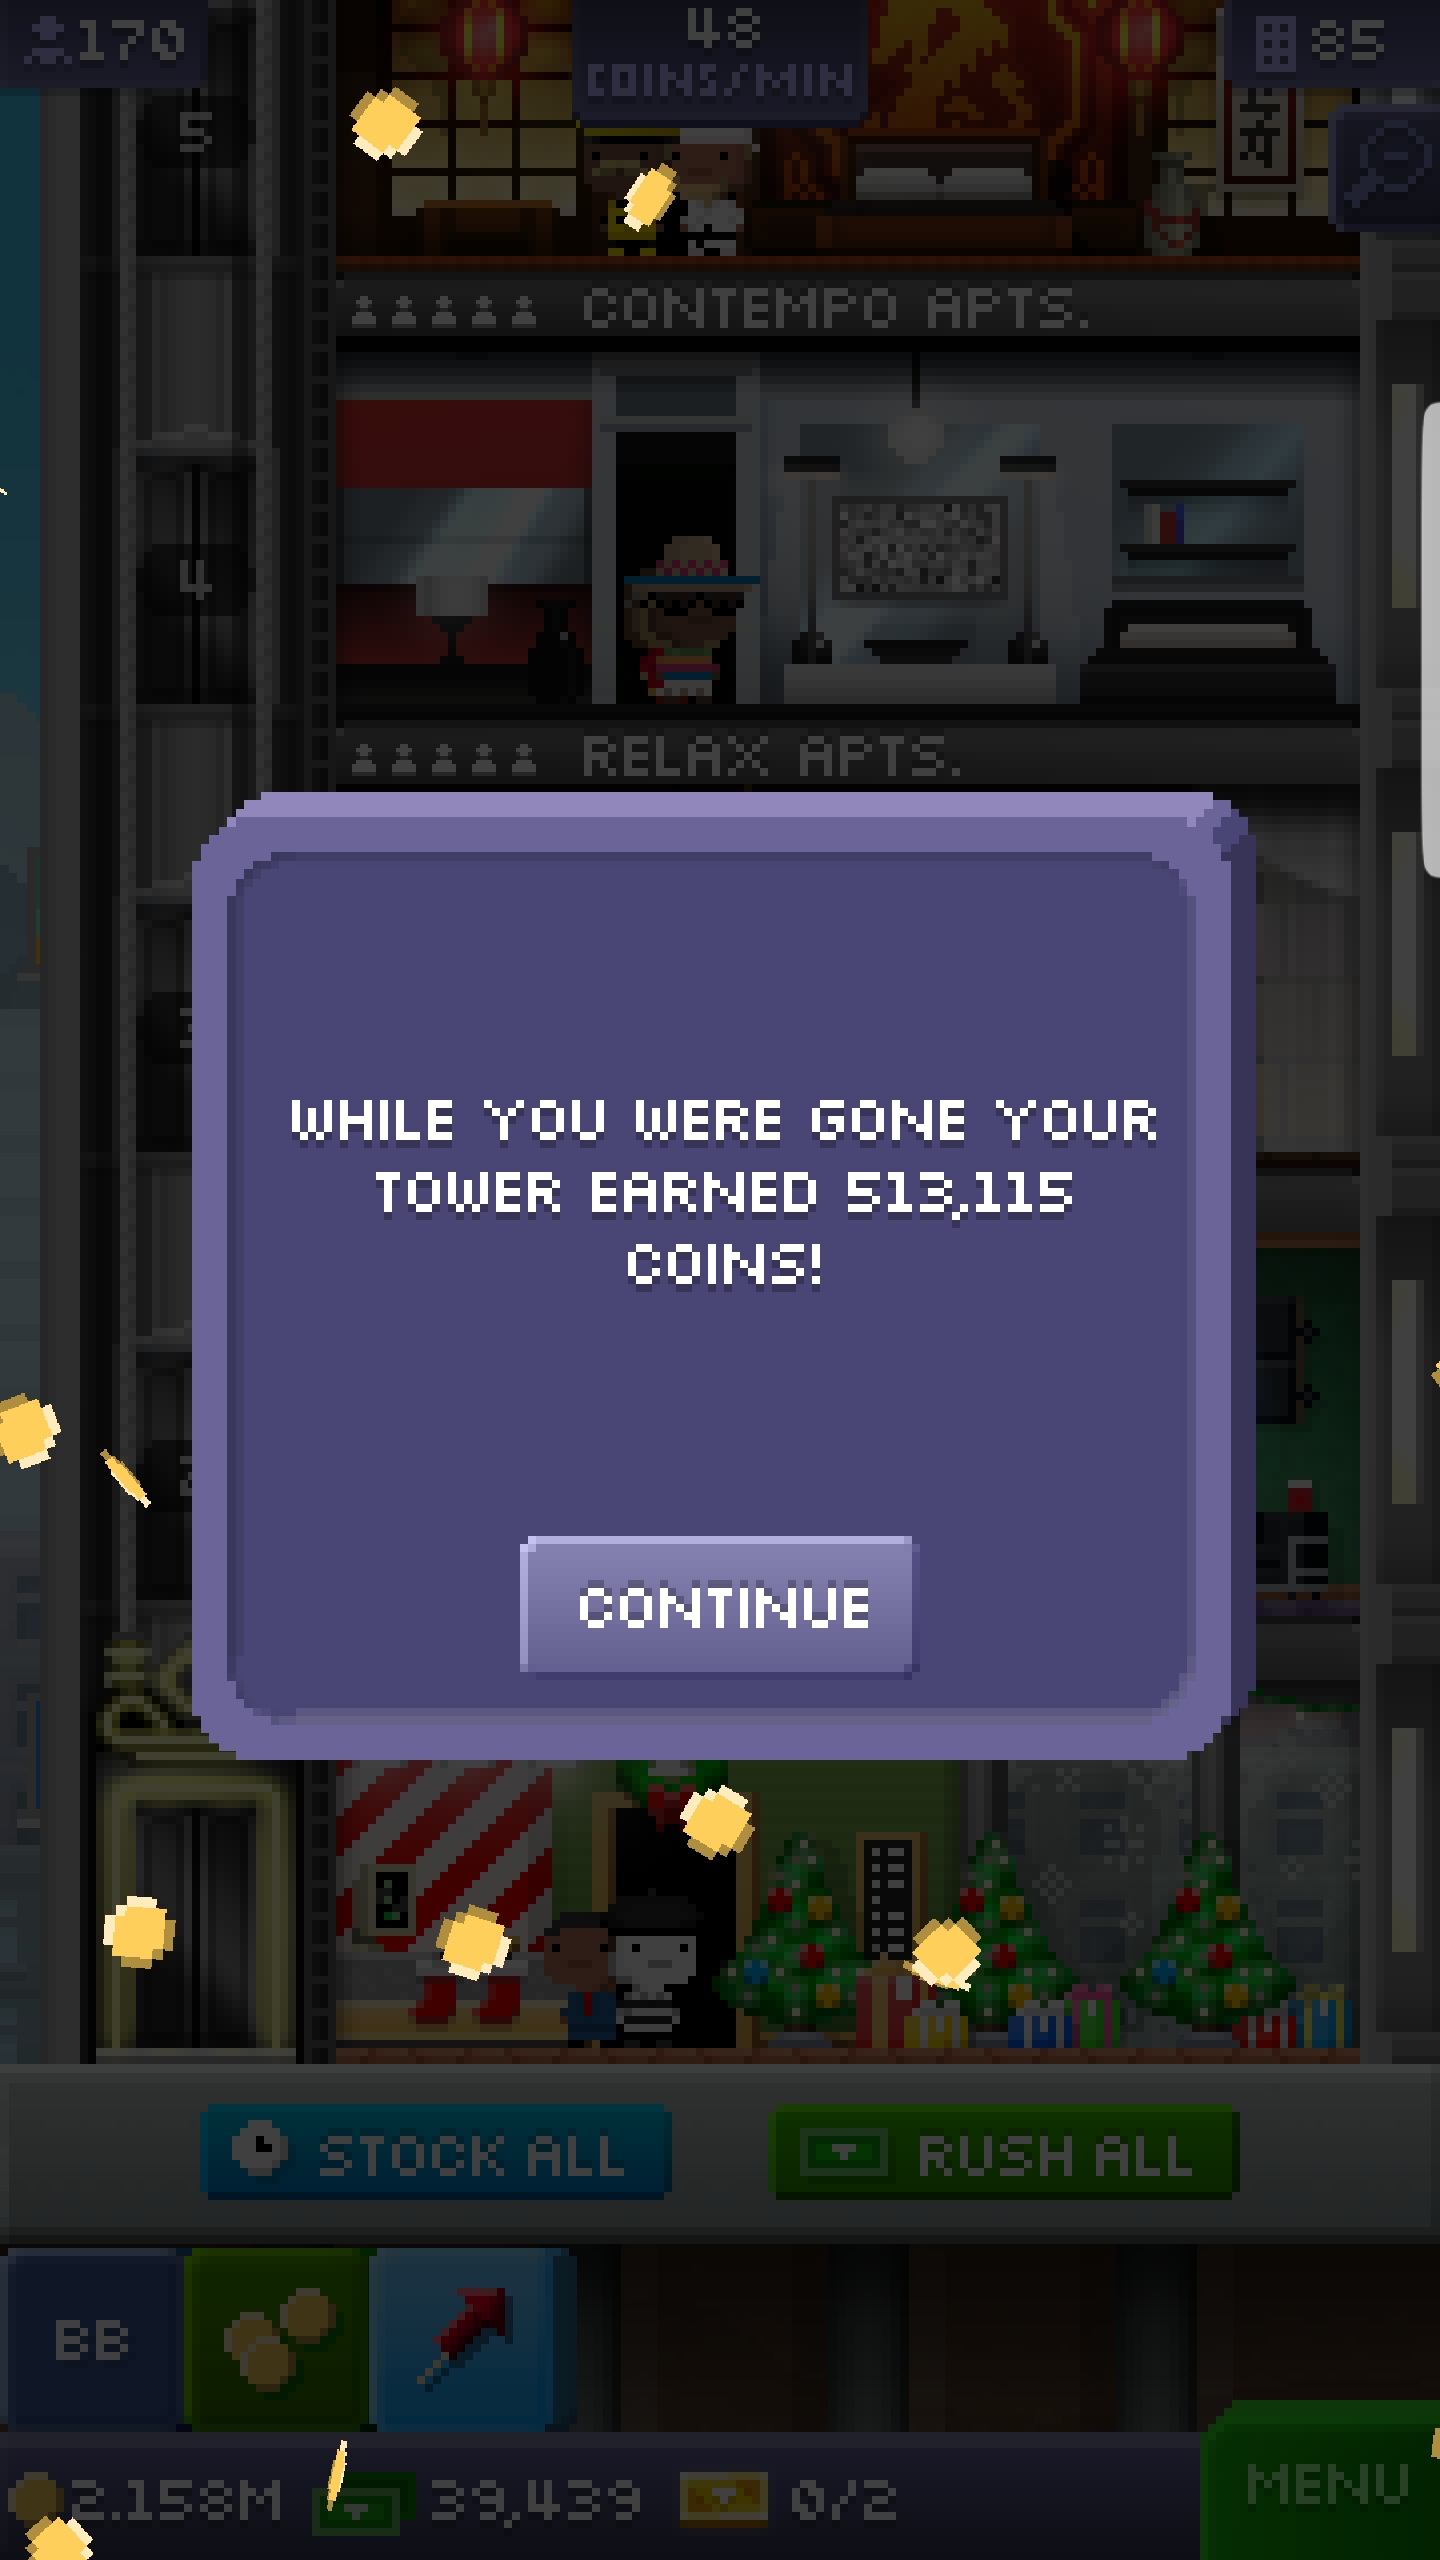 170
48
COINS/MIN
85
5
CONTEMPO APTS.
4
RELAX APTS.
WHILE YOU WERE GONE YOUR
TOWER EARNED 513,115
COINS!
CONTINUE
STOCK ALL
RUSH ALL
BB
2.158M
39,439
0/2
MENU